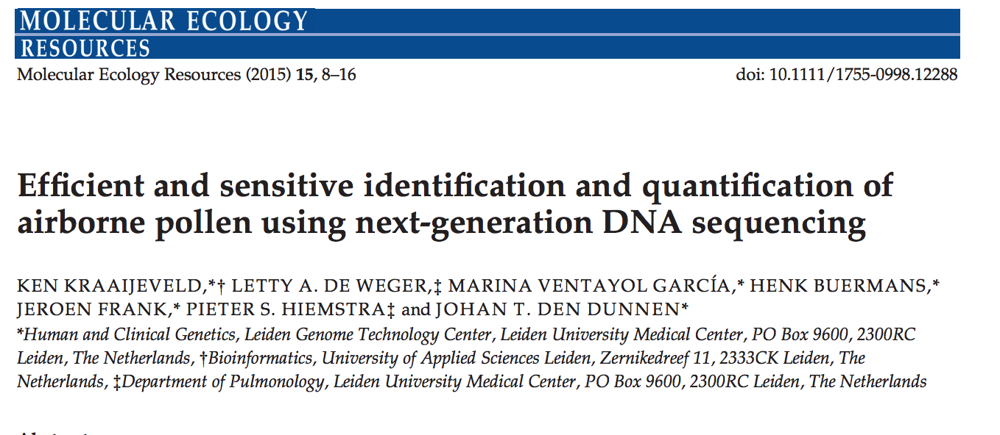 MOLECULAR ECOLOGY
RESOURCES
Molecular Ecology Resources (2015) 15, 8–16 doi: 10.1111/1755-0998.12288
Efficient and sensitive identification and quantification of
airborne pollen using next-generation DNA sequencing
KEN KRAAIJEVELD,*† LETTY A. DE WEGER,‡ MARINA VENTAYOL GARCÍA,* HENK BUERMANS,*
JEROEN FRANK,* PIETER S. HIEMSTRA‡ and JOHAN T. DEN DUNNEN*
*Human and Clinical Genetics, Leiden Genome Technology Center, Leiden University Medical Center, PO Box 9600, 2300RC
Leiden, The Netherlands, †Bioinformatics, University of Applied Sciences Leiden, Zernikedreef 11, 2333CK Leiden, The
Netherlands, ‡Department of Pulmonology, Leiden University Medical Center, PO Box 9600, 2300RC Leiden, The Netherlands